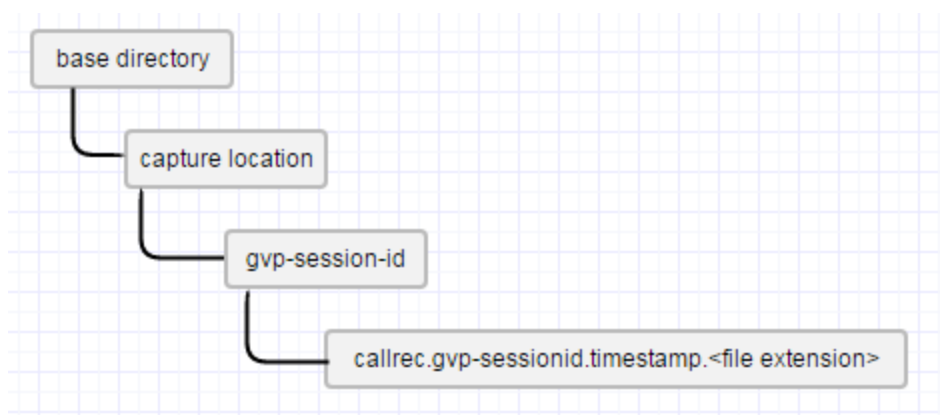 base directory
capture location
gvp-session-id
callrec.gvp-sessionid.timestamp.<file extension>